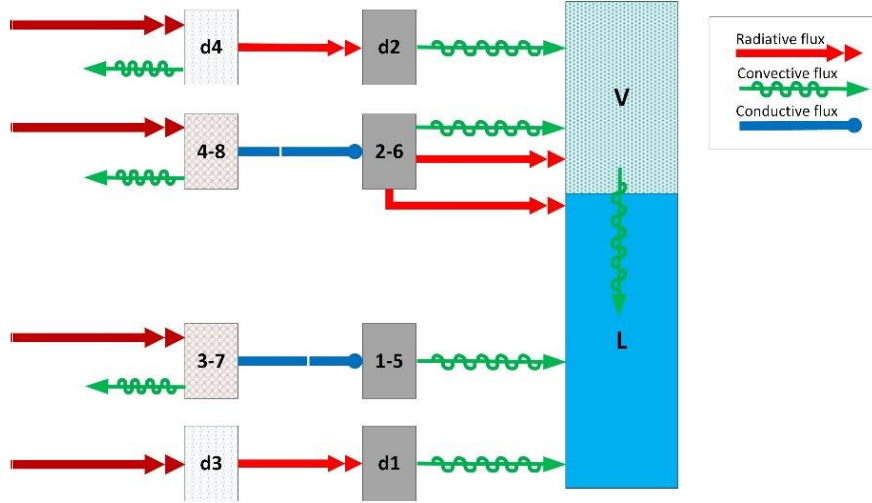 d4
d2
V
4-8
2-6
3-7
1-5
L
d3
d1
Radiative flux
Convective flux
Conductive flux